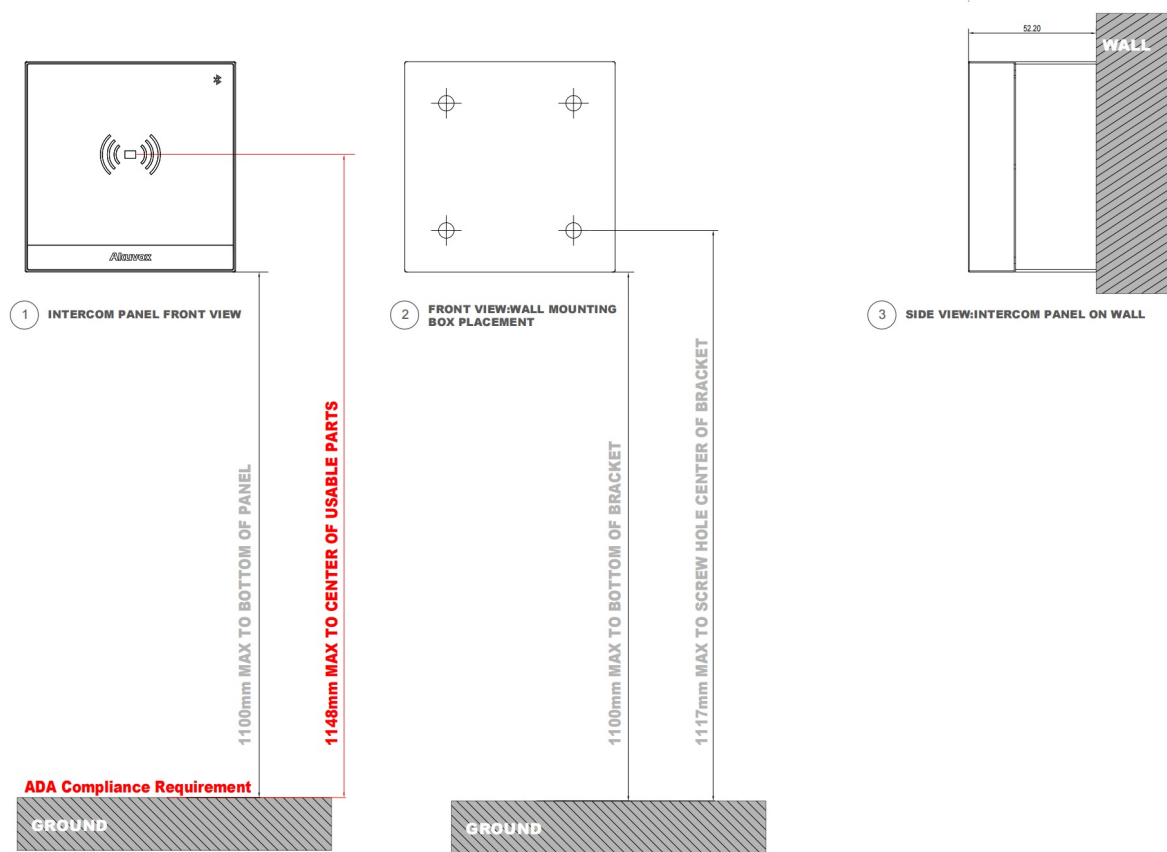 52.20
WALL
Akuvox
1 INTERCOM PANEL FRONT VIEW
2 FRONT VIEW:WALL MOUNTING
BOX PLACEMENT
3 SIDE VIEW:INTERCOM PANEL ON WALL
1100mm MAX TO BOTTOM OF PANEL
1148mm MAX TO CENTER OF USABLE PARTS
1100mm MAX TO BOTTOM OF BRACKET
1117mm MAX TO SCREW HOLE CENTER OF BRACKET
ADA Compliance Requirement
GROUND
GROUND